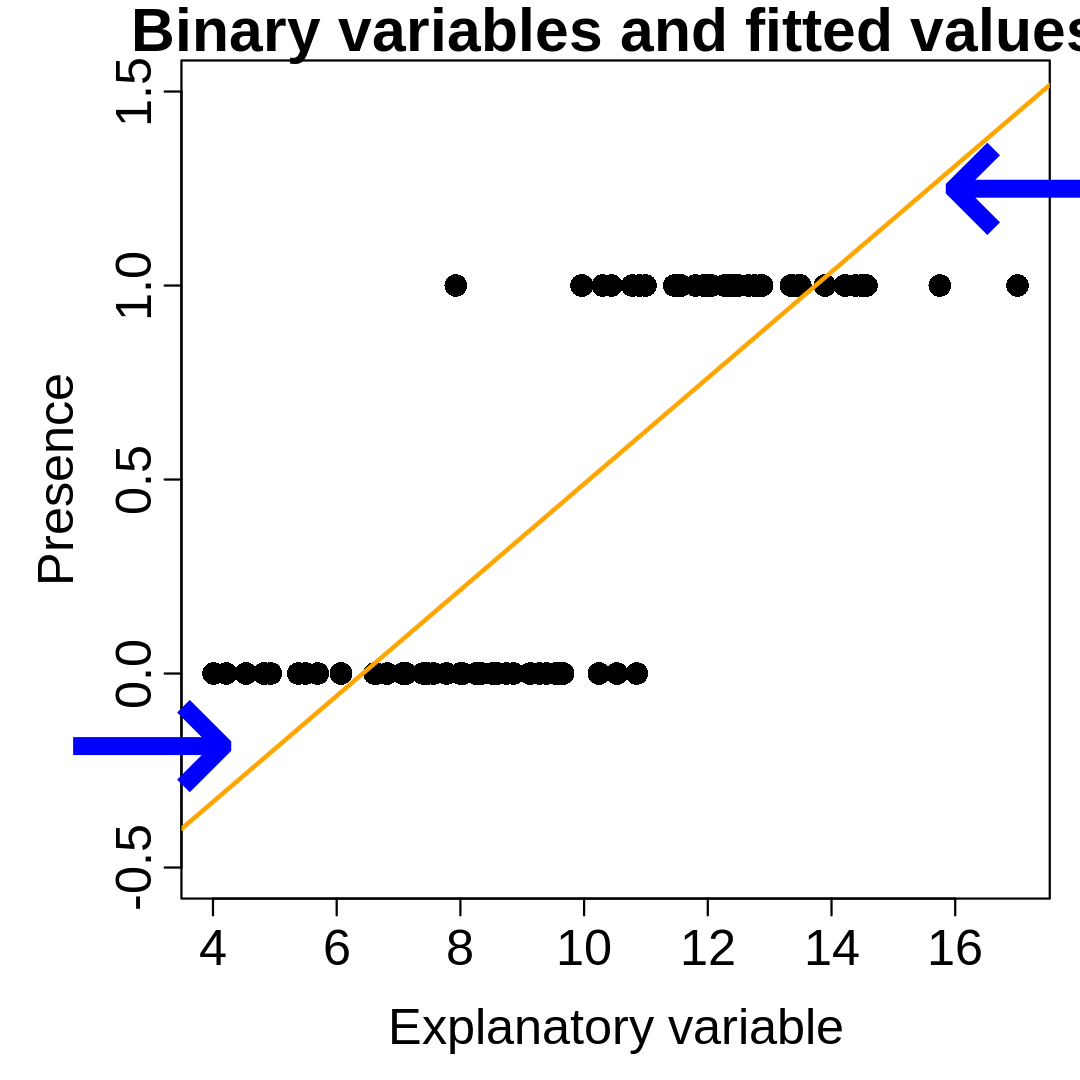 Binary variables and fitted values
1.5
1.0
0.5
0.0
-0.5
Presence
4 6 8 10 12 14 16
Explanatory variable